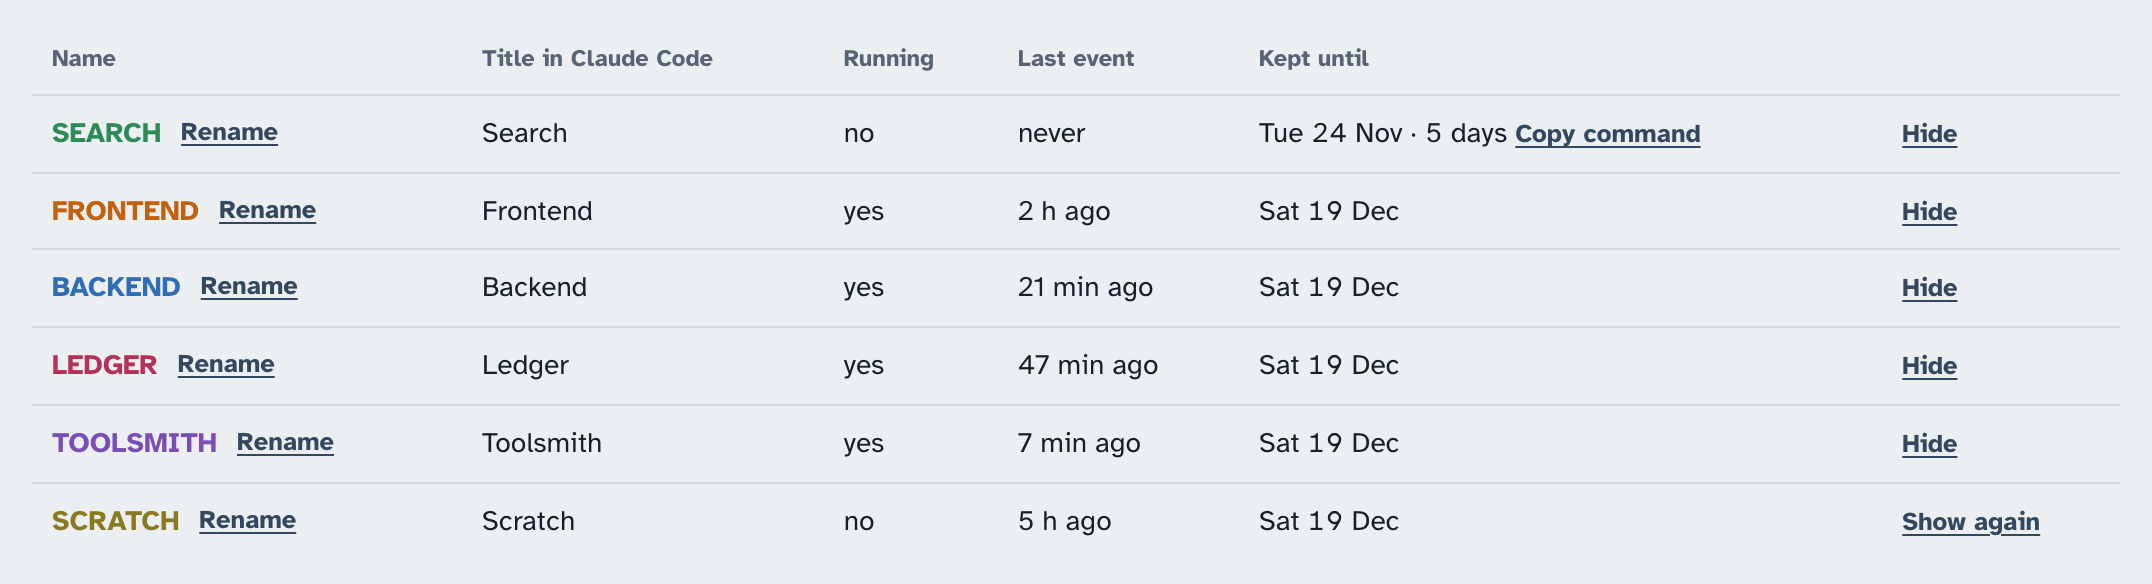 Name Title in Claude Code Running Last event Kept until
SEARCH Rename Search no never Tue 24 Nov · 5 days Copy command Hide
FRONTEND Rename Frontend yes 2 h ago Sat 19 Dec Hide
BACKEND Rename Backend yes 21 min ago Sat 19 Dec Hide
LEDGER Rename Ledger yes 47 min ago Sat 19 Dec Hide
TOOLSMITH Rename Toolsmith yes 7 min ago Sat 19 Dec Hide
SCRATCH Rename Scratch no 5 h ago Sat 19 Dec Show again